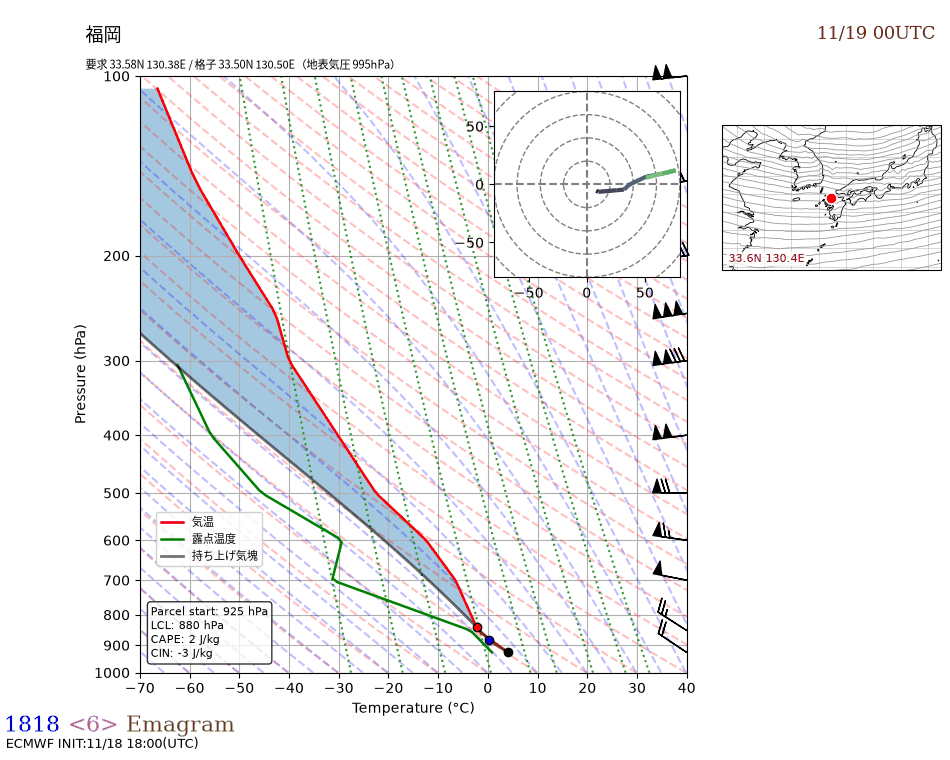 福岡
11/19 00UTC
要求 33.58N 130.38E / 格子 33.50N 130.50E（地表気圧 995hPa）
100
200
300
400
500
600
700
800
900
1000
Pressure (hPa)
50
0
−50
−50
0
50
33.6N 130.4E
気温
露点温度
持ち上げ気塊
Parcel start: 925 hPa
LCL: 880 hPa
CAPE: 2 J/kg
CIN: -3 J/kg
−70
−60
−50
−40
−30
−20
−10
0
10
20
30
40
Temperature (°C)
1818 <6> Emagram
ECMWF INIT:11/18 18:00(UTC)